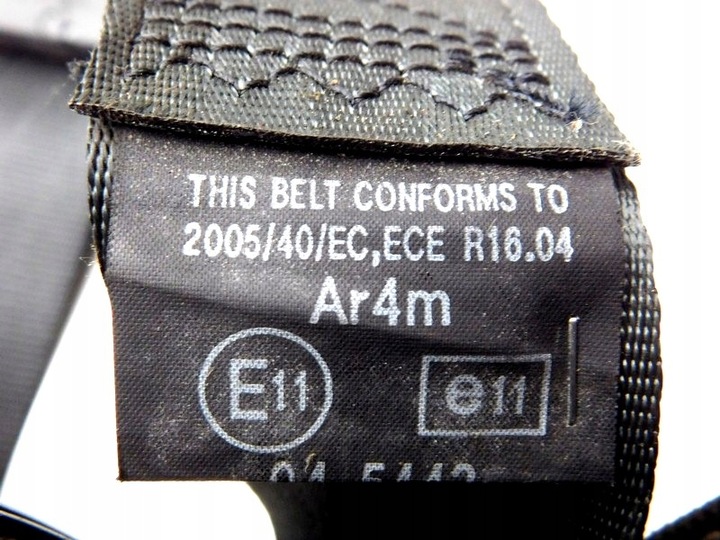 THIS BELT CONFORMS TO
2005/40/EC,ECE R16.04
Ar4m
E11 e11